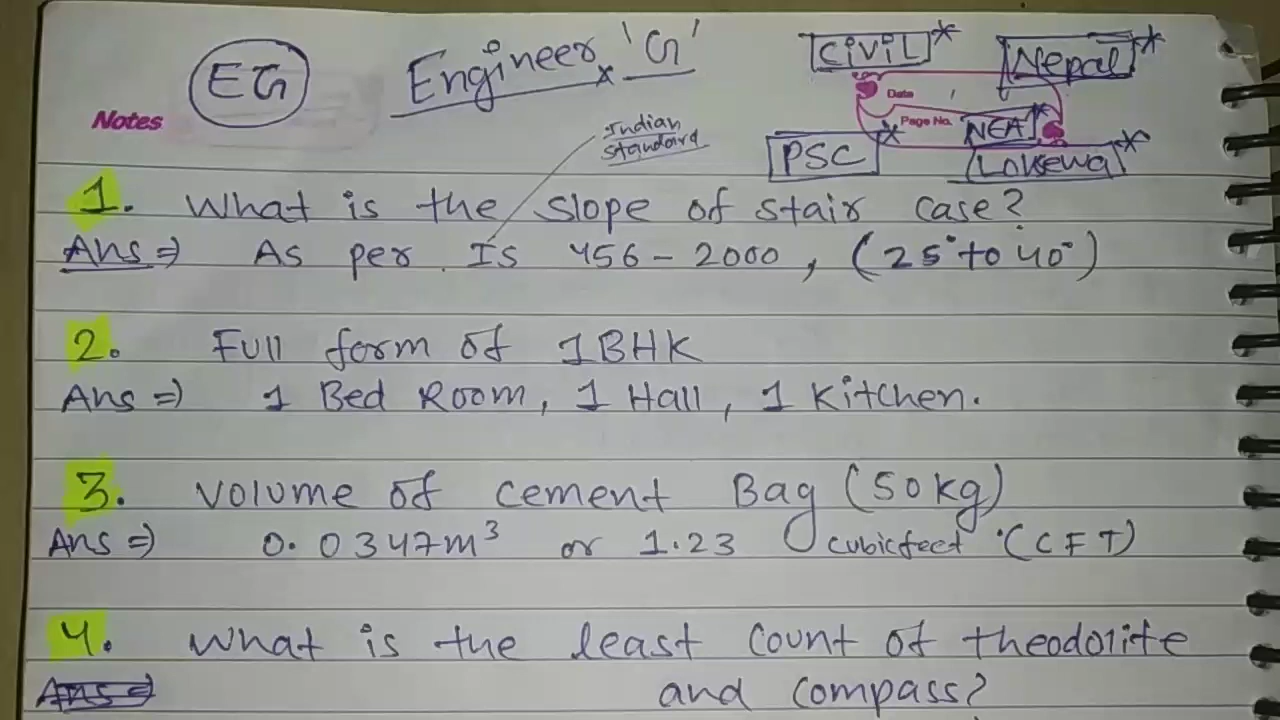 EG
Engineer 'G'
CiViL*
Nepal*
Notes
Data
Page No.
NEA*
PSC*
Loksewa*
Indian
Standard
1. What is the slope of stair case?
Ans ⇒ As per Is 456-2000, (25° to 40°)
2. Full form of 1BHK
Ans ⇒ 1 Bed Room, 1 Hall, 1 Kitchen.
3. Volume of cement Bag (50kg)
Ans ⇒ 0.0347m³ or 1.23 cubicfeet (CFT)
4. What is the least count of theodolite
Ans ⇒ and compass?